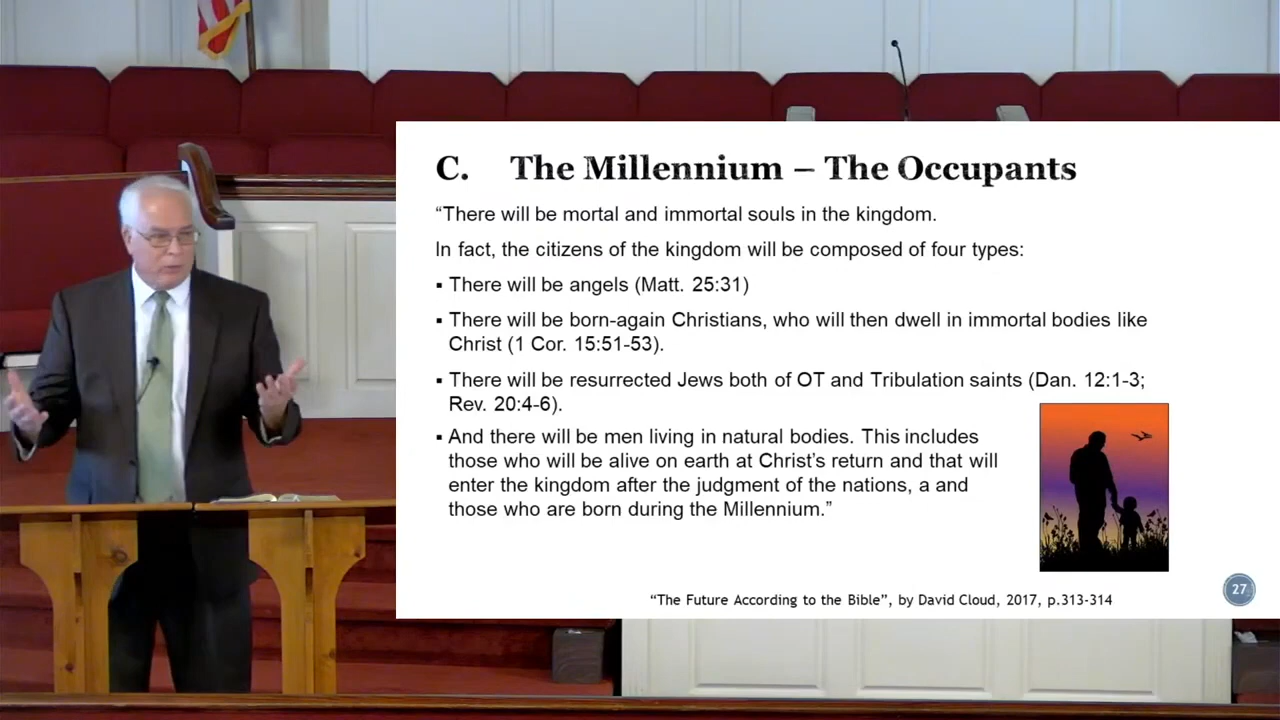 C. The Millennium – The Occupants
“There will be mortal and immortal souls in the kingdom.
In fact, the citizens of the kingdom will be composed of four types:
▪ There will be angels (Matt. 25:31)
▪ There will be born-again Christians, who will then dwell in immortal bodies like
Christ (1 Cor. 15:51-53).
▪ There will be resurrected Jews both of OT and Tribulation saints (Dan. 12:1-3;
Rev. 20:4-6).
▪ And there will be men living in natural bodies. This includes
those who will be alive on earth at Christ’s return and that will
enter the kingdom after the judgment of the nations, a and
those who are born during the Millennium.”
“The Future According to the Bible”, by David Cloud, 2017, p.313-314
27